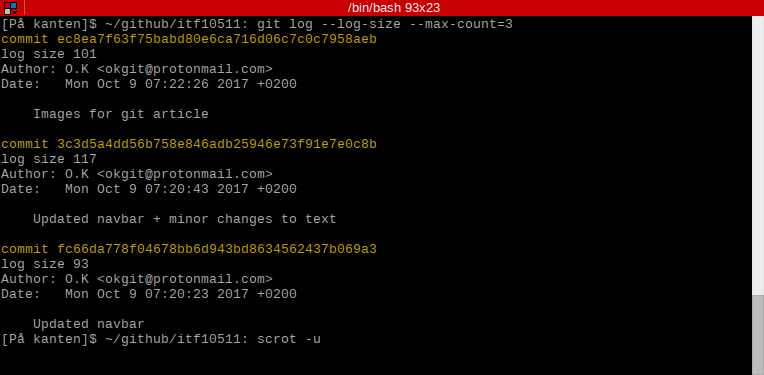 /bin/bash 93x23
[På kanten]$ ~/github/itf10511: git log --log-size --max-count=3
commit ec8ea7f63f75babd80e6ca716d06c7c0c7958aeb
log size 101
Author: O.K <okgit@protonmail.com>
Date:   Mon Oct 9 07:22:26 2017 +0200
    Images for git article
commit 3c3d5a4dd56b758e846adb25946e73f91e7e0c8b
log size 117
Author: O.K <okgit@protonmail.com>
Date:   Mon Oct 9 07:20:43 2017 +0200
    Updated navbar + minor changes to text
commit fc66da778f04678bb6d943bd8634562437b069a3
log size 93
Author: O.K <okgit@protonmail.com>
Date:   Mon Oct 9 07:20:23 2017 +0200
    Updated navbar
[På kanten]$ ~/github/itf10511: scrot -u